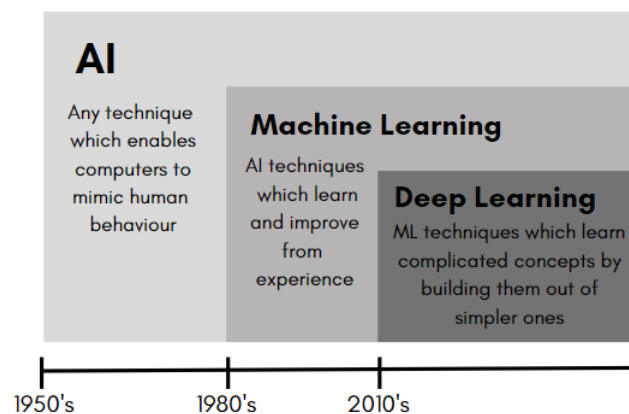 AI
Any technique
which enables
computers to
mimic human
behaviour
Machine Learning
AI techniques
which learn
and improve
from
experience
Deep Learning
ML techniques which learn
complicated concepts by
building them out of
simpler ones
1950's
1980's
2010's